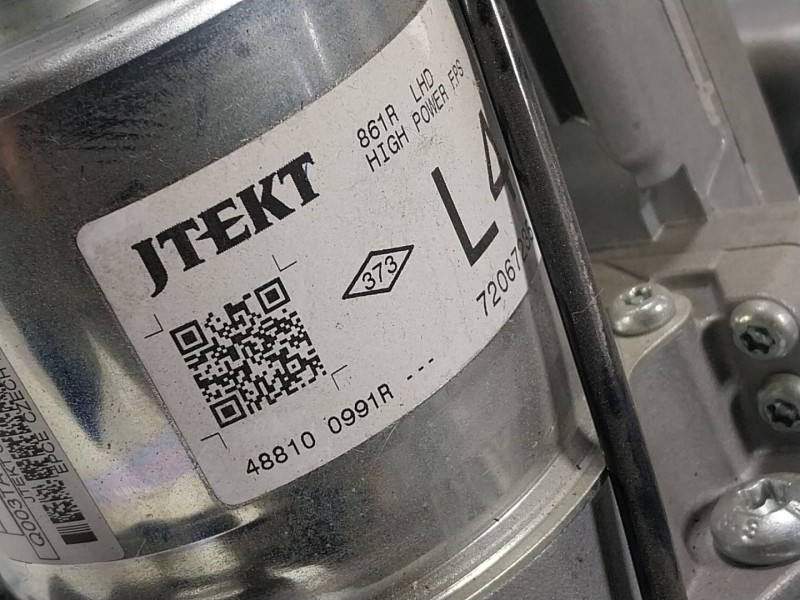 861R LHD
HIGH POWER FPS
JTEKT
L4
373
72067
48810 0991R ---